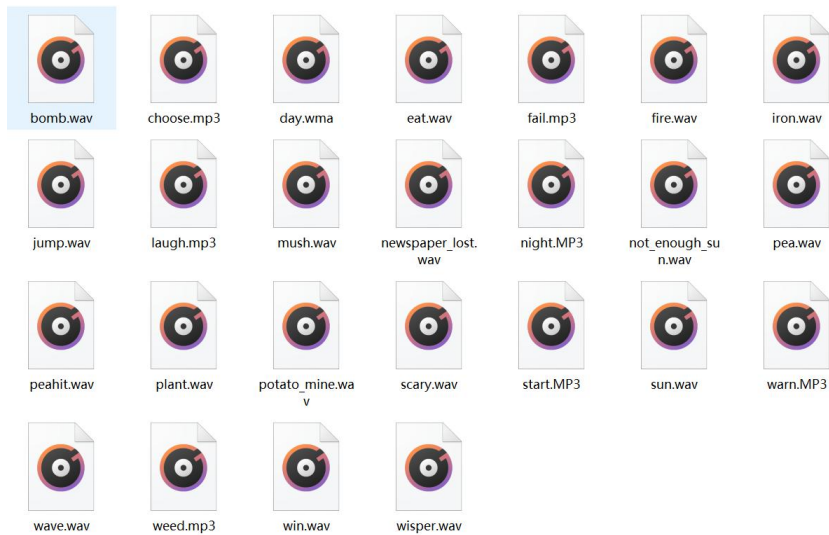 bomb.wav
choose.mp3
day.wma
eat.wav
fail.mp3
fire.wav
iron.wav
jump.wav
laugh.mp3
mush.wav
newspaper_lost.
wav
night.MP3
not_enough_su
n.wav
pea.wav
peahit.wav
plant.wav
potato_mine.wa
v
scary.wav
start.MP3
sun.wav
warn.MP3
wave.wav
weed.mp3
win.wav
wisper.wav